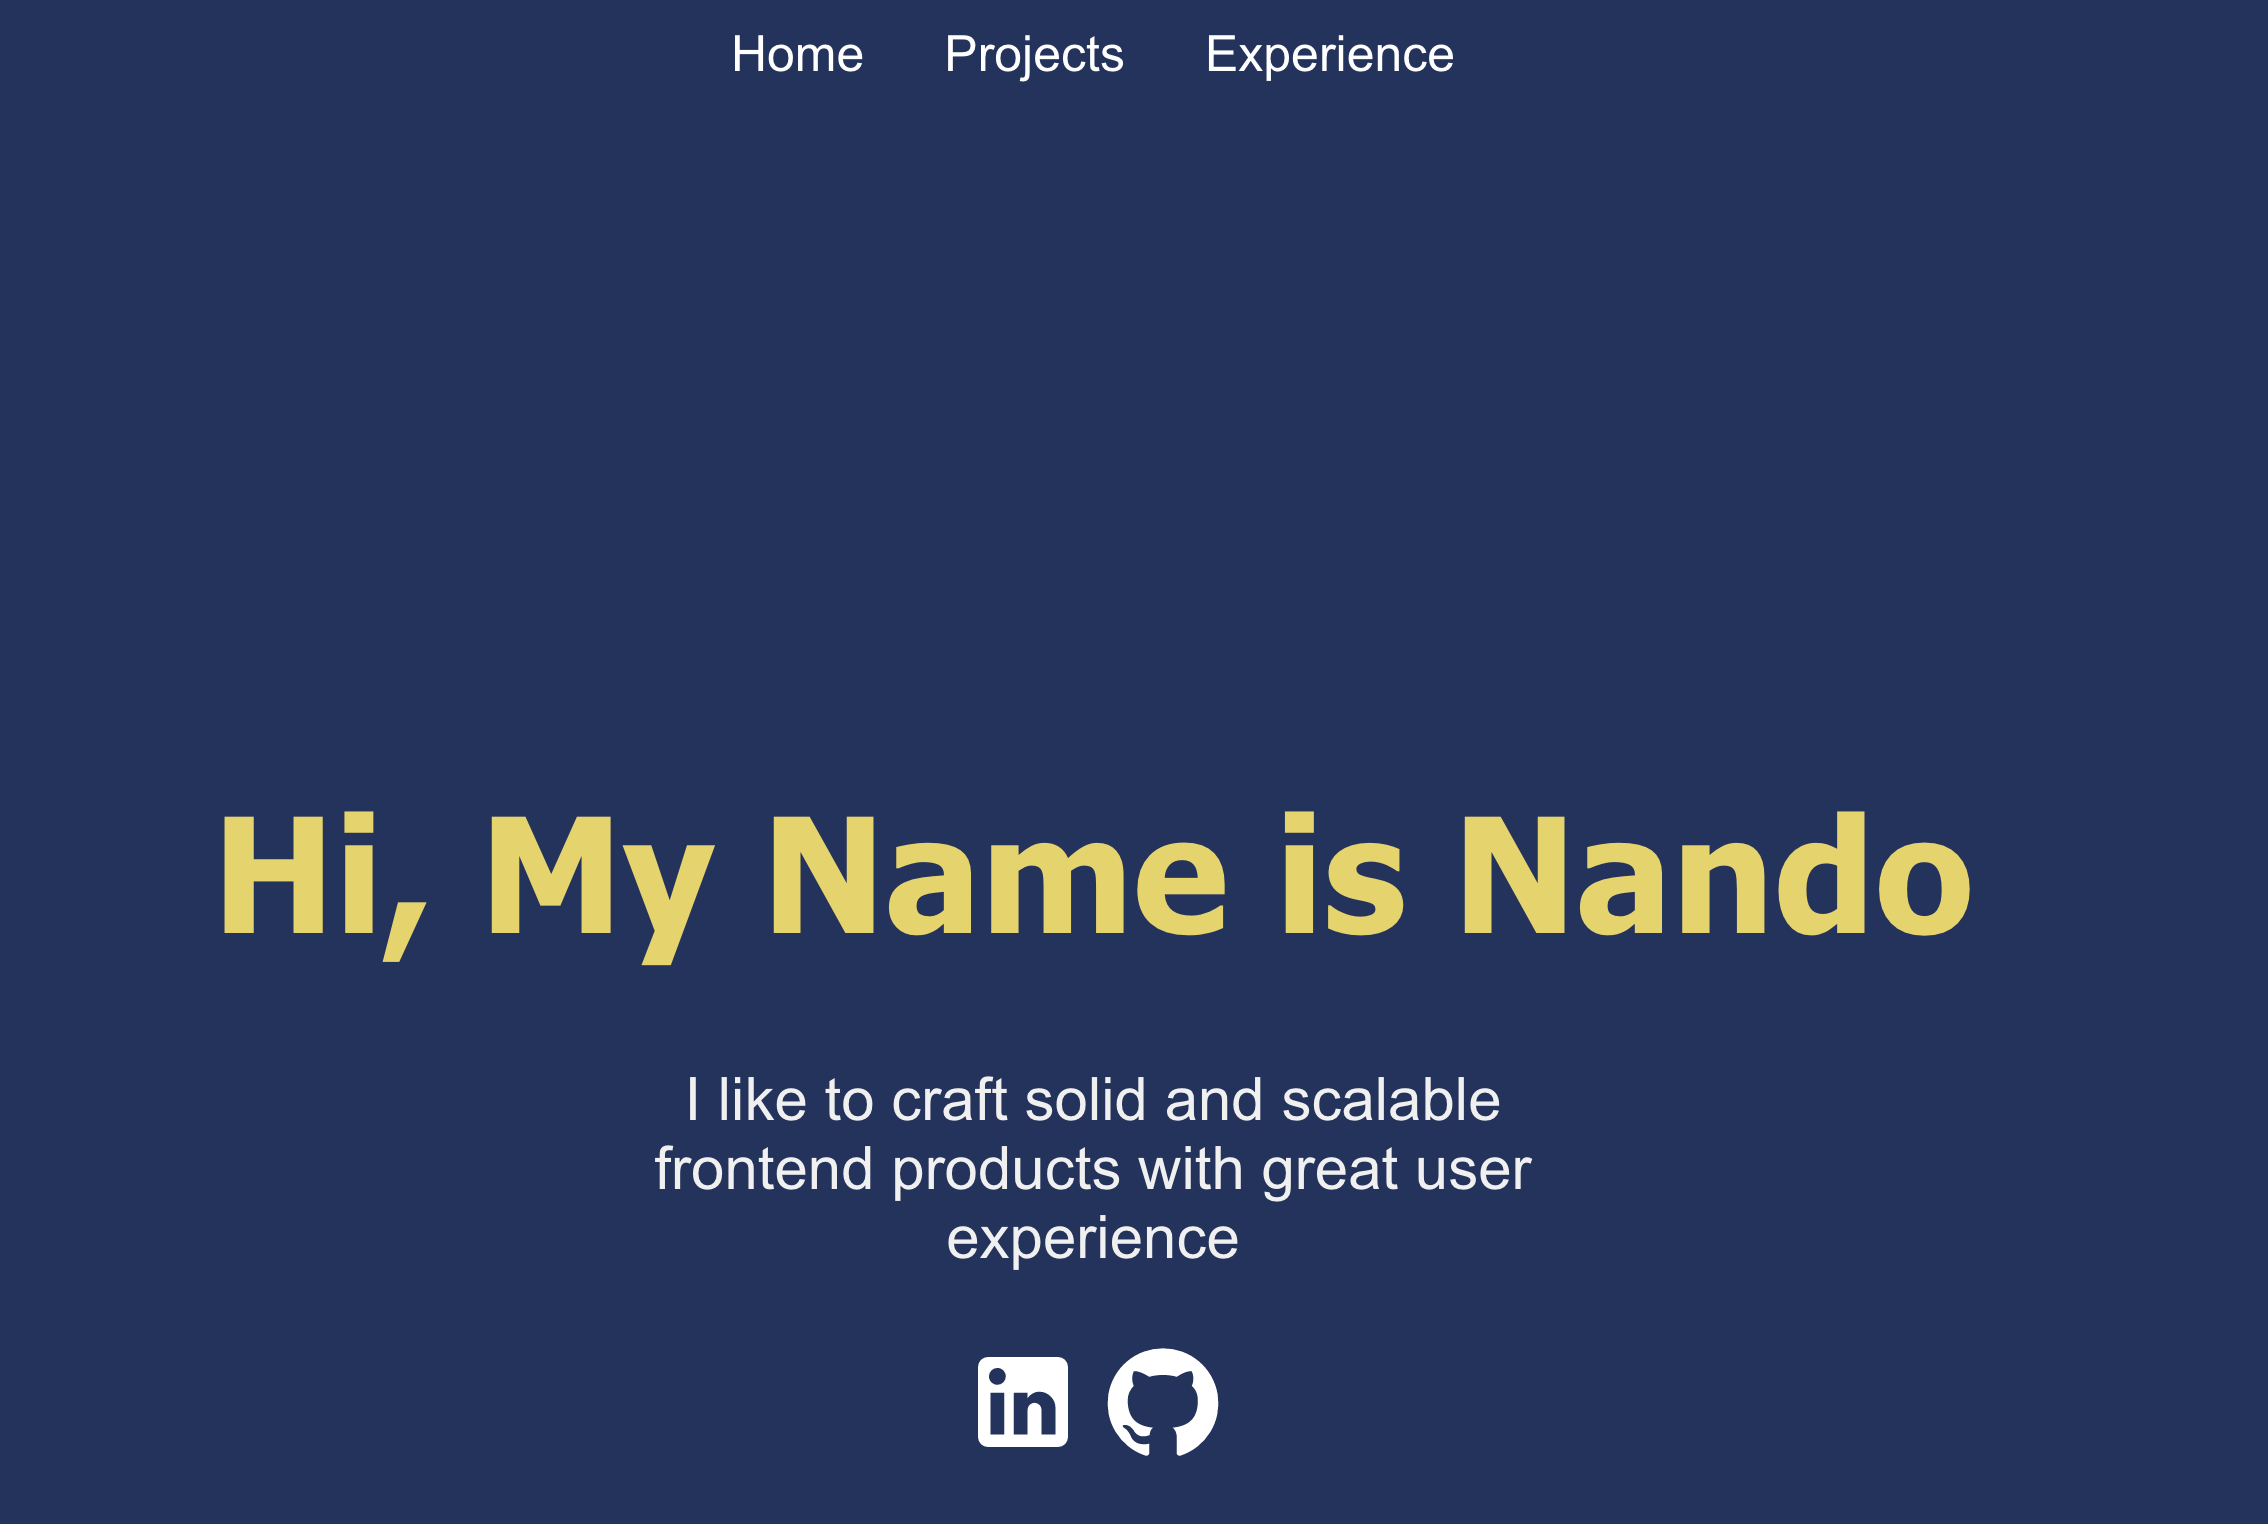 Home Projects Experience
Hi, My Name is Nando
I like to craft solid and scalable
frontend products with great user
experience
in